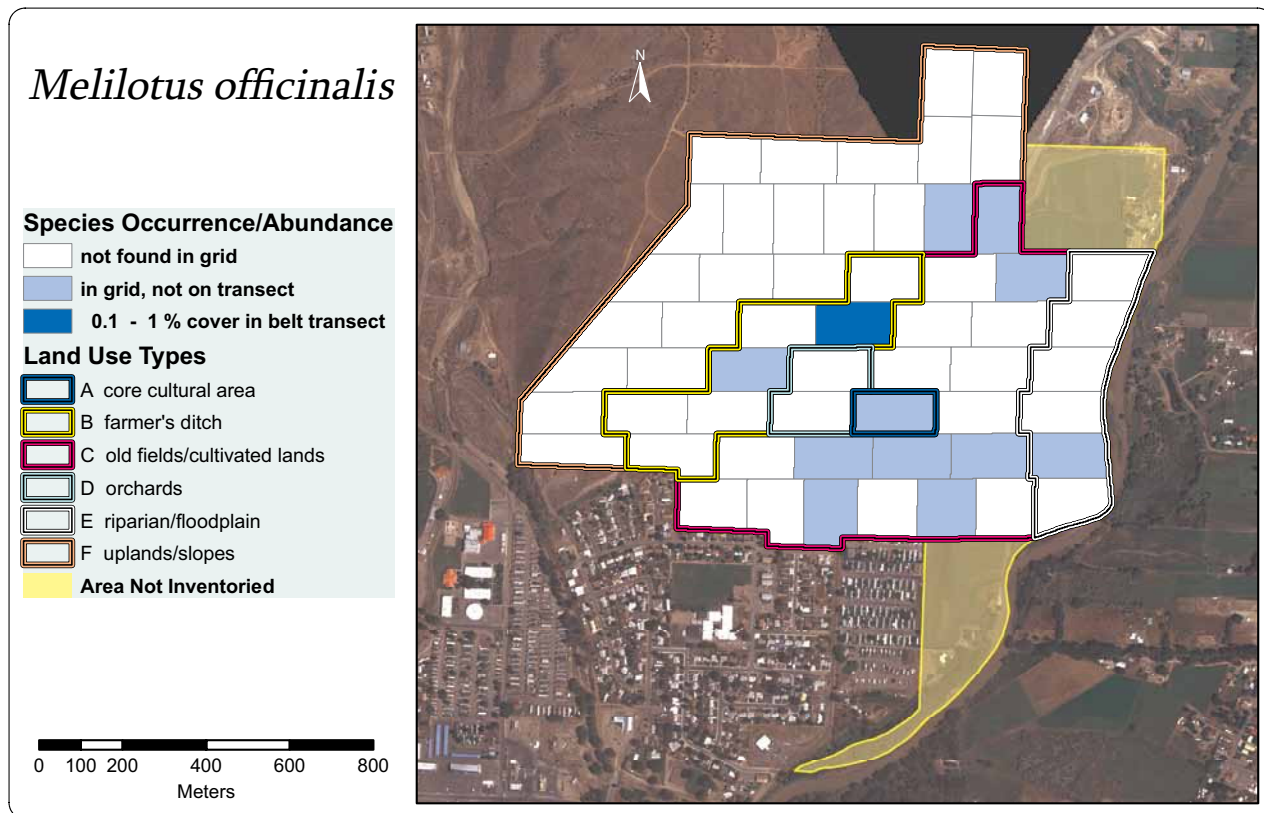 Melilotus officinalis
Species Occurrence/Abundance
not found in grid
in grid, not on transect
0.1 - 1 % cover in belt transect
Land Use Types
A core cultural area
B farmer's ditch
C old fields/cultivated lands
D orchards
E riparian/floodplain
F uplands/slopes
Area Not Inventoried
0 100 200 400 600 800
Meters
N